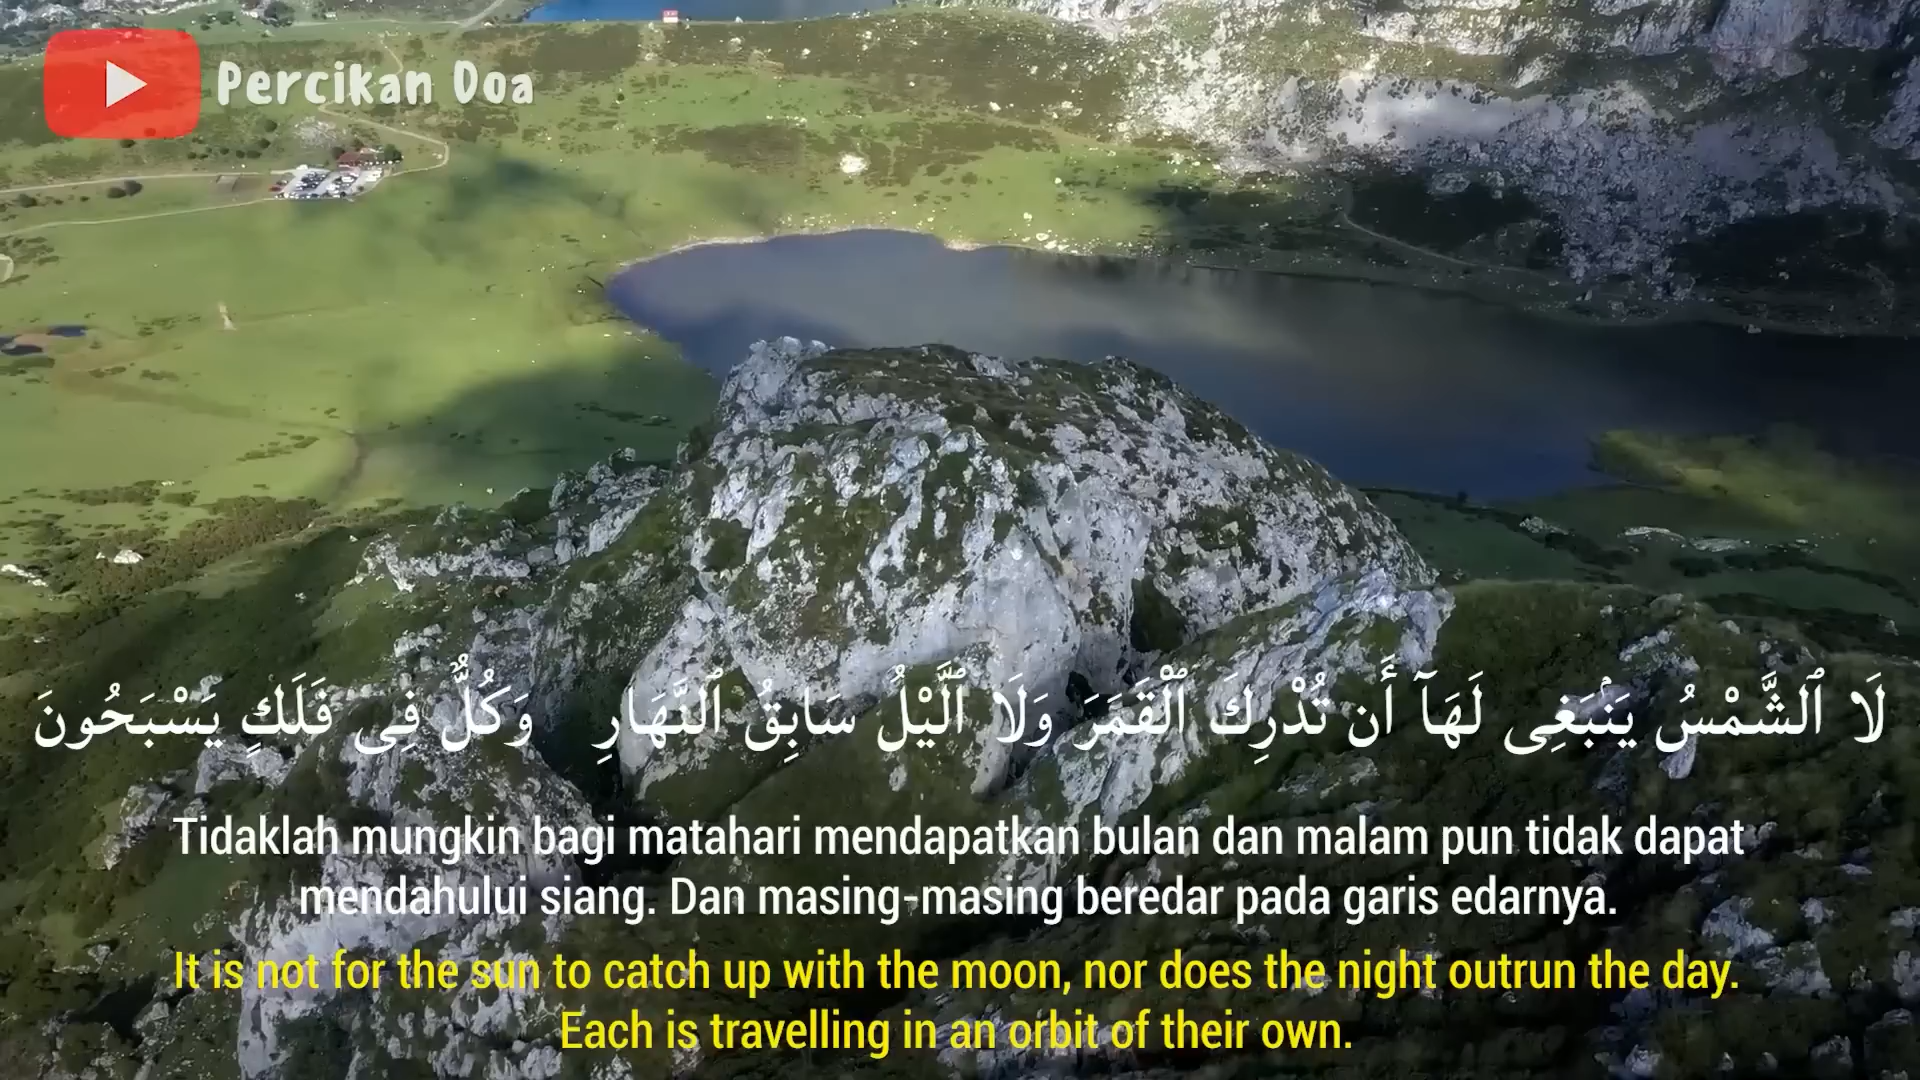 Percikan Doa
لَا ٱلشَّمْسُ يَنۢبَغِى لَهَآ أَن تُدْرِكَ ٱلْقَمَرَ وَلَا ٱلَّيْلُ سَابِقُ ٱلنَّهَارِ وَكُلٌّ فِى فَلَكٍ يَسْبَحُونَ
Tidaklah mungkin bagi matahari mendapatkan bulan dan malam pun tidak dapat
mendahului siang. Dan masing-masing beredar pada garis edarnya.
It is not for the sun to catch up with the moon, nor does the night outrun the day.
Each is travelling in an orbit of their own.